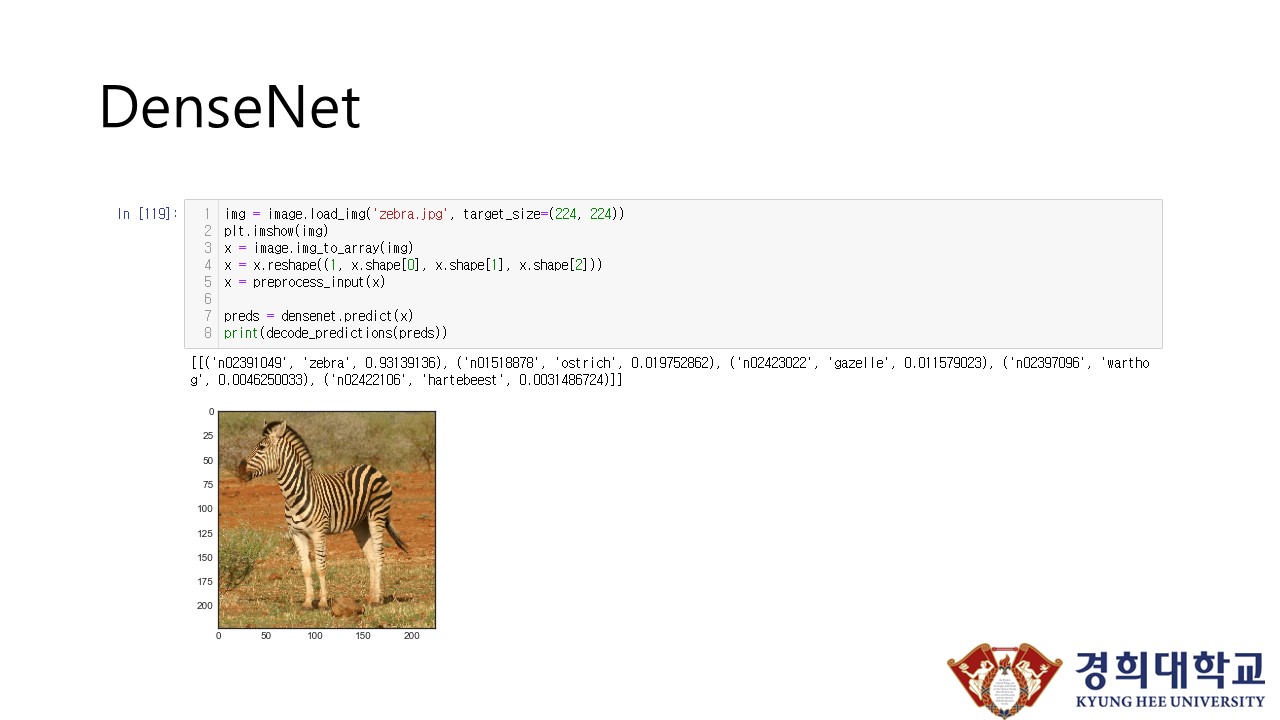 DenseNet
In [119]:
1 img = image.load_img('zebra.jpg', target_size=(224, 224))
2 plt.imshow(img)
3 x = image.img_to_array(img)
4 x = x.reshape((1, x.shape[0], x.shape[1], x.shape[2]))
5 x = preprocess_input(x)
6
7 preds = densenet.predict(x)
8 print(decode_predictions(preds))
[[('n02391049', 'zebra', 0.93139136), ('n01518878', 'ostrich', 0.019752862), ('n02423022', 'gazelle', 0.011579023), ('n02397096', 'wartho
g', 0.0046250033), ('n02422106', 'hartebeest', 0.0031486724)]]
0
25
50
75
100
125
150
175
200
0 50 100 150 200
경희대학교
KYUNG HEE UNIVERSITY